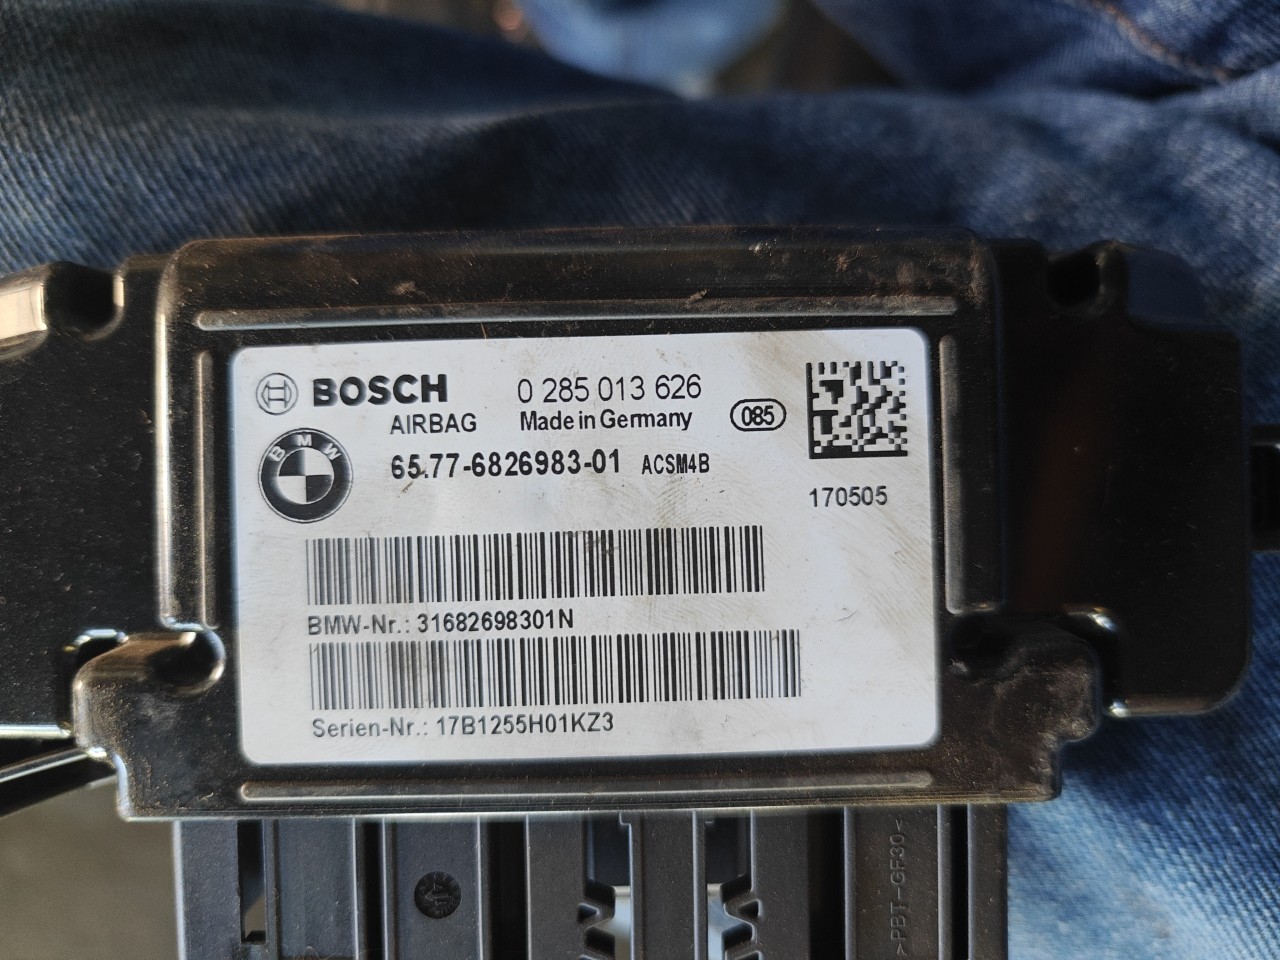 BOSCH 0 285 013 626
AIRBAG Made in Germany 085
BMW 65.77-6826983-01 ACSM4B
170505
BMW-Nr.: 31682698301N
Serien-Nr.: 17B1255H01KZ3
>PBT-GF30<